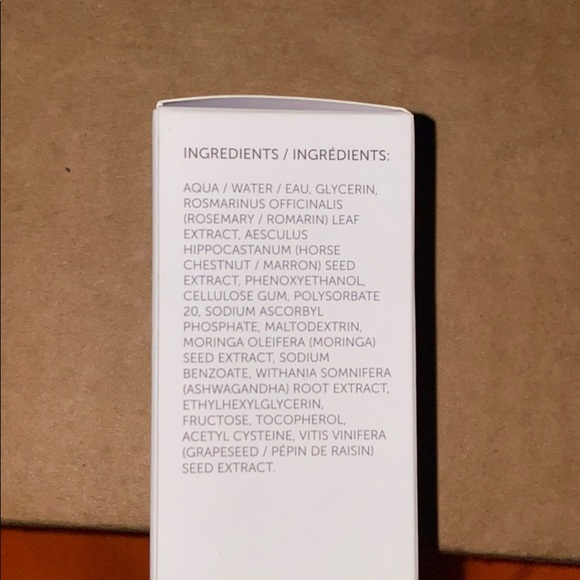 INGREDIENTS / INGRÉDIENTS:
AQUA / WATER / EAU, GLYCERIN,
ROSMARINUS OFFICINALIS
(ROSEMARY / ROMARIN) LEAF
EXTRACT, AESCULUS
HIPPOCASTANUM (HORSE
CHESTNUT / MARRON) SEED
EXTRACT, PHENOXYETHANOL,
CELLULOSE GUM, POLYSORBATE
20, SODIUM ASCORBYL
PHOSPHATE, MALTODEXTRIN,
MORINGA OLEIFERA (MORINGA)
SEED EXTRACT, SODIUM
BENZOATE, WITHANIA SOMNIFERA
(ASHWAGANDHA) ROOT EXTRACT,
ETHYLHEXYLGLYCERIN,
FRUCTOSE, TOCOPHEROL,
ACETYL CYSTEINE, VITIS VINIFERA
(GRAPESEED / PÉPIN DE RAISIN)
SEED EXTRACT.